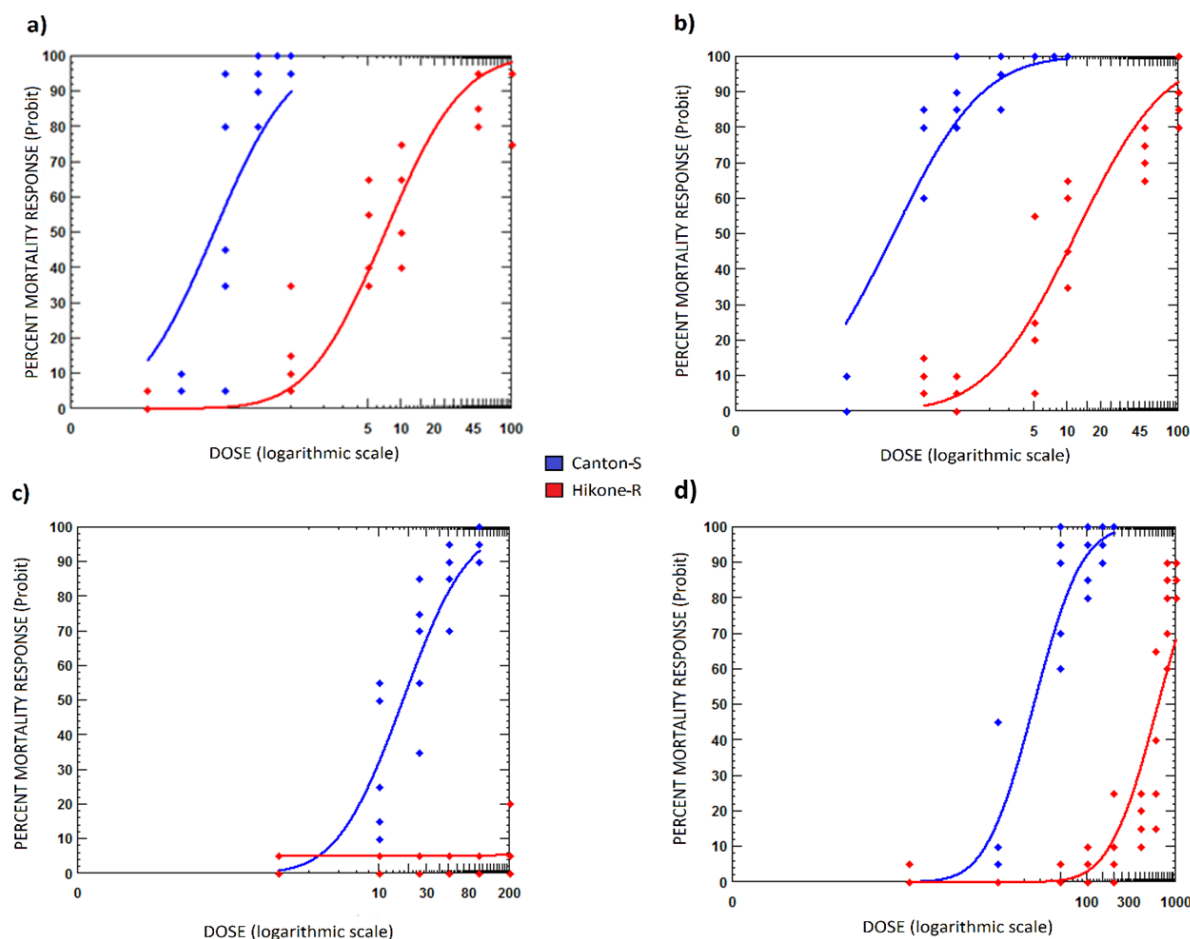 a)
PERCENT MORTALITY RESPONSE (Probit)
100
90
80
70
60
50
40
30
20
10
0
0 5 10 20 45 100
DOSE (logarithmic scale)
b)
PERCENT MORTALITY RESPONSE (Probit)
100
90
80
70
60
50
40
30
20
10
0
0 5 10 20 45 100
DOSE (logarithmic scale)
Canton-S
Hikone-R
c)
PERCENT MORTALITY RESPONSE (Probit)
100
90
80
70
60
50
40
30
20
10
0
0 10 30 80 200
DOSE (logarithmic scale)
d)
PERCENT MORTALITY RESPONSE (Probit)
100
90
80
70
60
50
40
30
20
10
0
0 100 300 1000
DOSE (logarithmic scale)